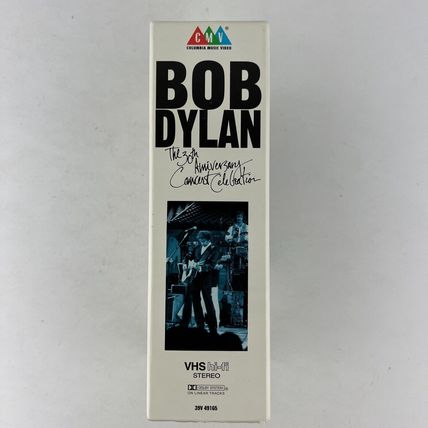 CMV
COLUMBIA MUSIC VIDEO
BOB
DYLAN
The 30th
Anniversary
Concert Celebration
VHS hi-fi
STEREO
DOLBY SYSTEM
ON LINEAR TRACKS
39V 49165